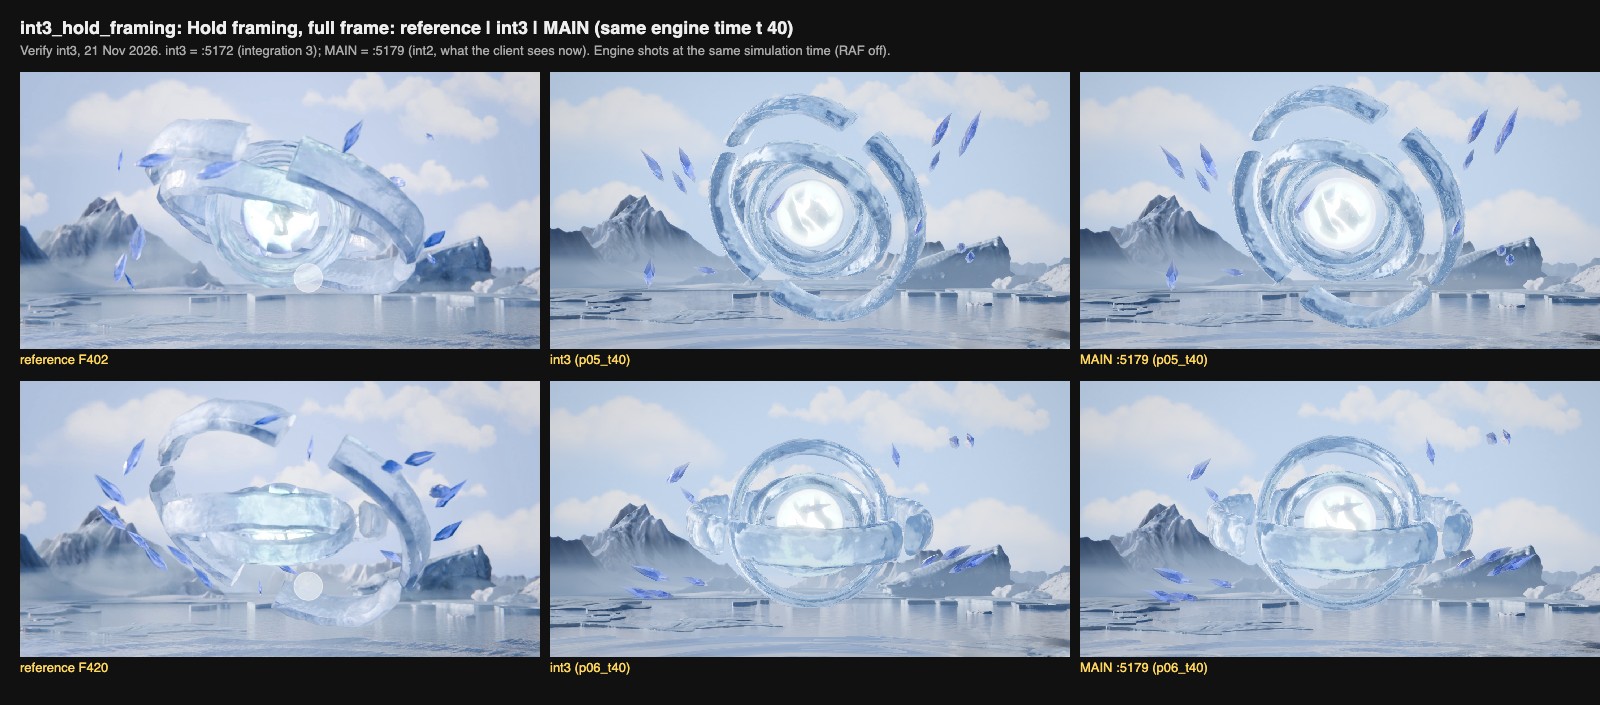 int3_hold_framing: Hold framing, full frame: reference | int3 | MAIN (same engine time t 40)
Verify int3, 21 Nov 2026. int3 = :5172 (integration 3); MAIN = :5179 (int2, what the client sees now). Engine shots at the same simulation time (RAF off).
reference F402
int3 (p05_t40)
MAIN :5179 (p05_t40)
reference F420
int3 (p06_t40)
MAIN :5179 (p06_t40)